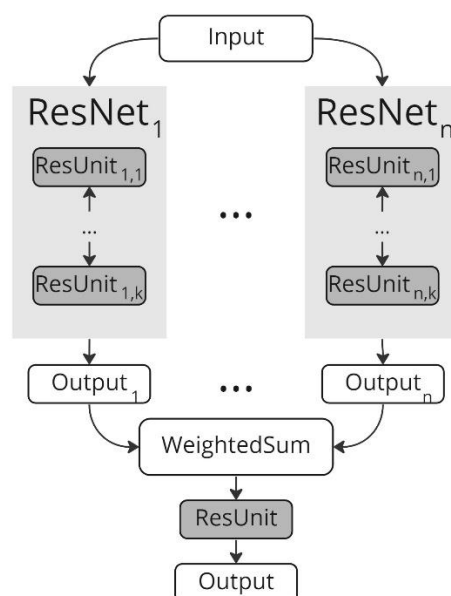 Input
ResNet₁ ResNetₙ
ResUnit₁,₁ ResUnitₙ,₁
... ... ...
ResUnit₁,ₖ ResUnitₙ,ₖ
Output₁ ... Outputₙ
WeightedSum
ResUnit
Output